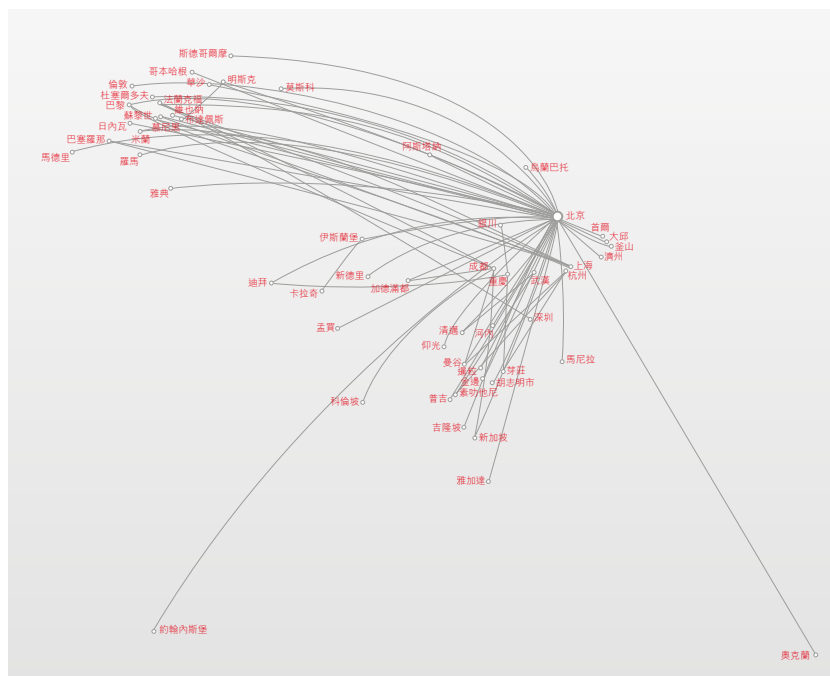 斯德哥爾摩
哥本哈根
明斯克
華沙
倫敦
莫斯科
杜塞爾多夫
法蘭克福
巴黎
維也納
蘇黎世
布達佩斯
日內瓦
慕尼黑
巴塞羅那
米蘭
馬德里
羅馬
阿斯塔納
烏蘭巴托
雅典
北京
銀川
首爾
伊斯蘭堡
大邱
釜山
濟州
成都
上海
新德里
重慶
武漢
杭州
迪拜
加德滿都
卡拉奇
孟買
深圳
清邁
河內
仰光
曼谷
馬尼拉
暹粒
芽莊
金邊
胡志明市
素叻他尼
普吉
科倫坡
吉隆坡
新加坡
雅加達
約翰內斯堡
奧克蘭